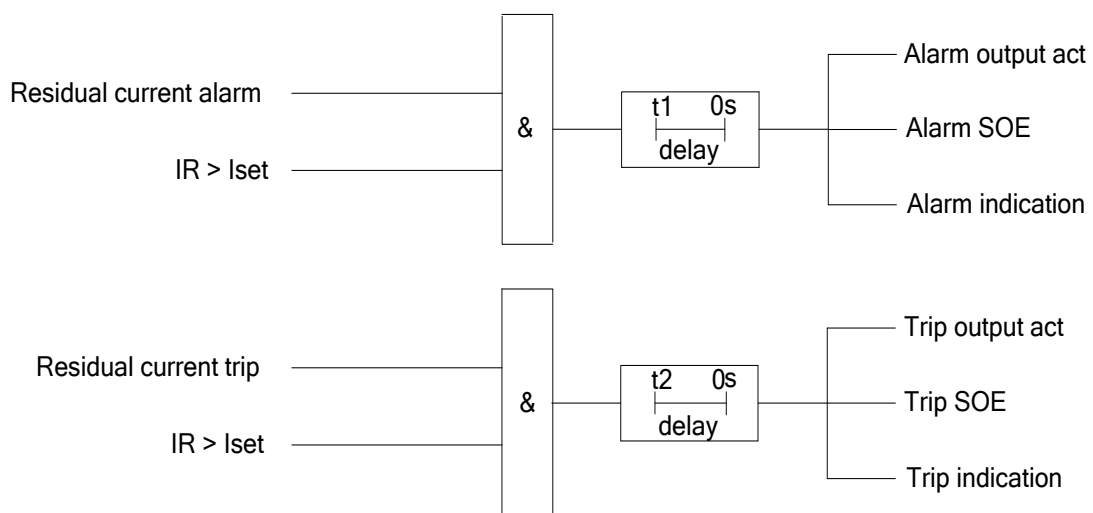 Alarm output act
Residual current alarm
t1 0s
& Alarm SOE
delay
IR > Iset
Alarm indication
Trip output act
Residual current trip
t2 0s
& Trip SOE
delay
IR > Iset
Trip indication